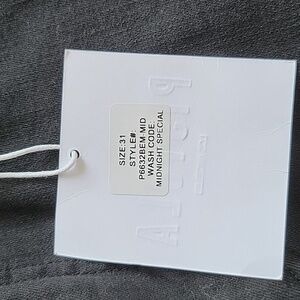 SIZE:31
STYLE#:
P6632BEM-MID
WASH CODE:
MIDNIGHT SPECIAL